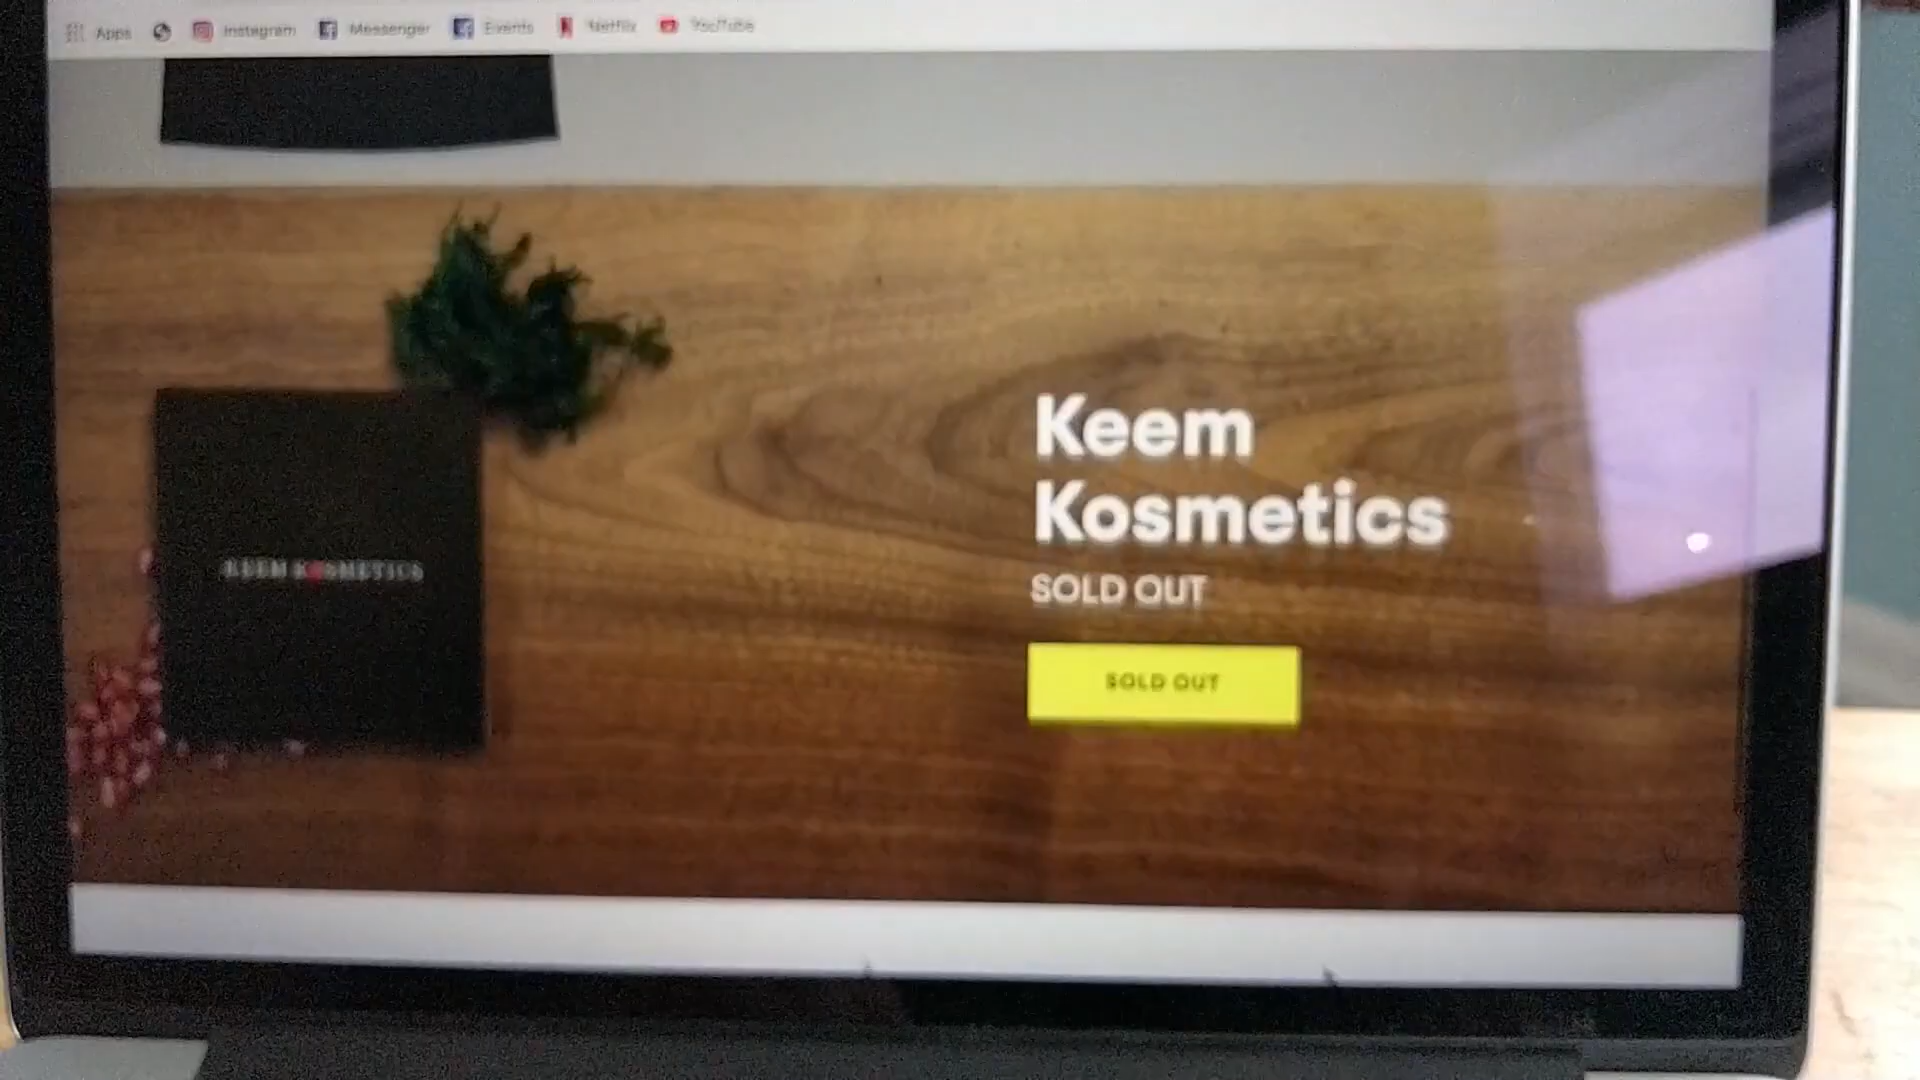 Apps Instagram Messenger Events Netflix YouTube
Keem
Kosmetics
SOLD OUT
SOLD OUT
KEEM KOSMETICS